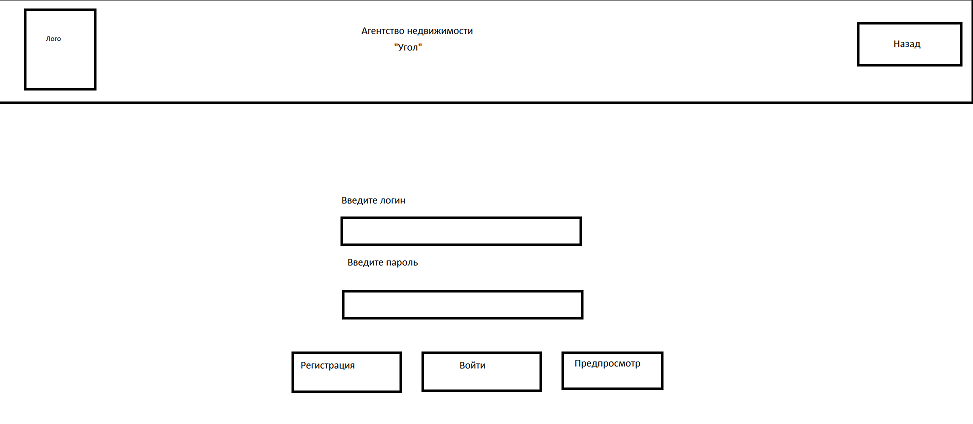 Лого
Агентство недвижимости
"Угол"
Назад
Введите логин
Введите пароль
Регистрация
Войти
Предпросмотр